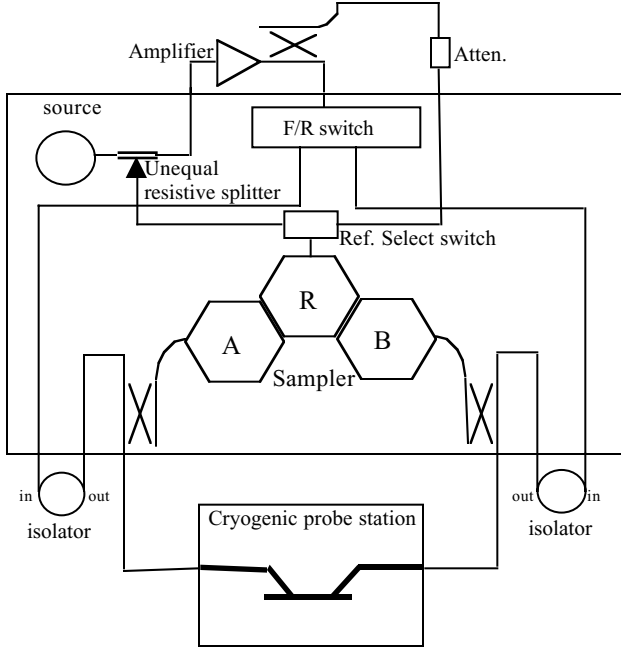 Amplifier
Atten.
source
F/R switch
Unequal
resistive splitter
Ref. Select switch
R
A
B
Sampler
in
out
out
in
isolator
isolator
Cryogenic probe station